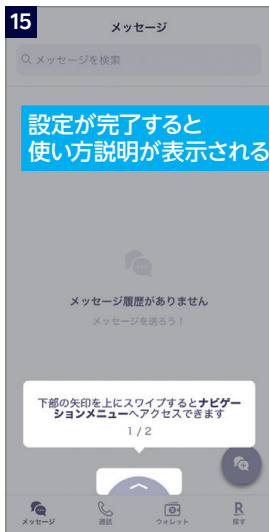 15
メッセージ
メッセージを検索
設定が完了すると
使い方説明が表示される
メッセージ履歴がありません
メッセージを送ろう！
下部の矢印を上にスワイプするとナビゲー
ションメニューへアクセスできます
1 / 2
メッセージ 通話 ウォレット R 探す